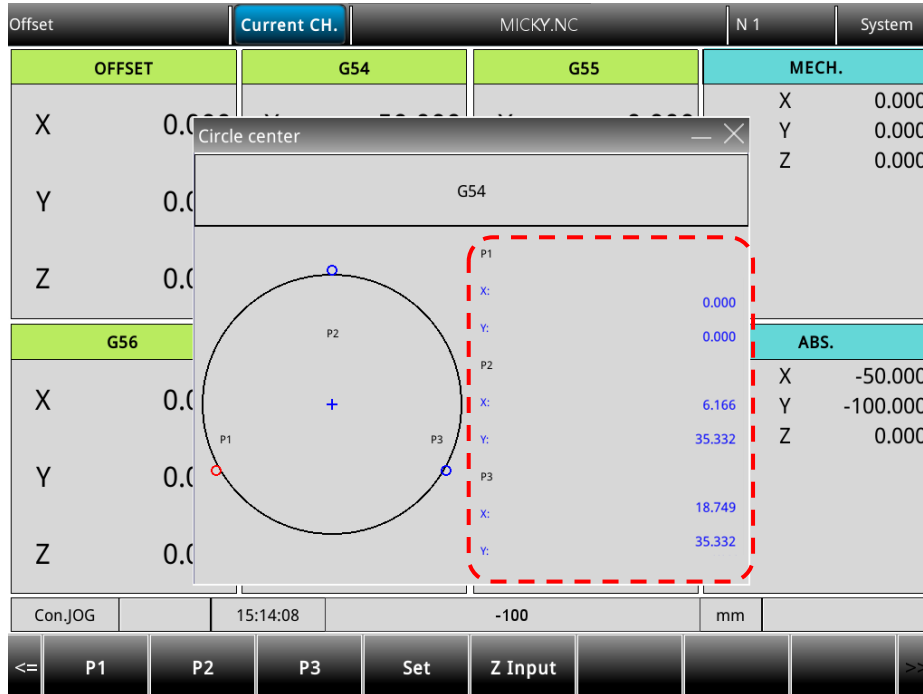 Offset Current CH. MICKY.NC N 1 System
OFFSET G54 G55 MECH.
X 0.000
Y 0.000
Z 0.000
X
Y
Z
Circle center
G54
P1
X: 0.000
Y: 0.000
P2
X: 6.166
Y: 35.332
P3
X: 18.749
Y: 35.332
P2
P1 P3
G56 ABS.
X -50.000
Y -100.000
Z 0.000
X
Y
Z
Con.JOG 15:14:08 -100 mm
<= P1 P2 P3 Set Z Input >>